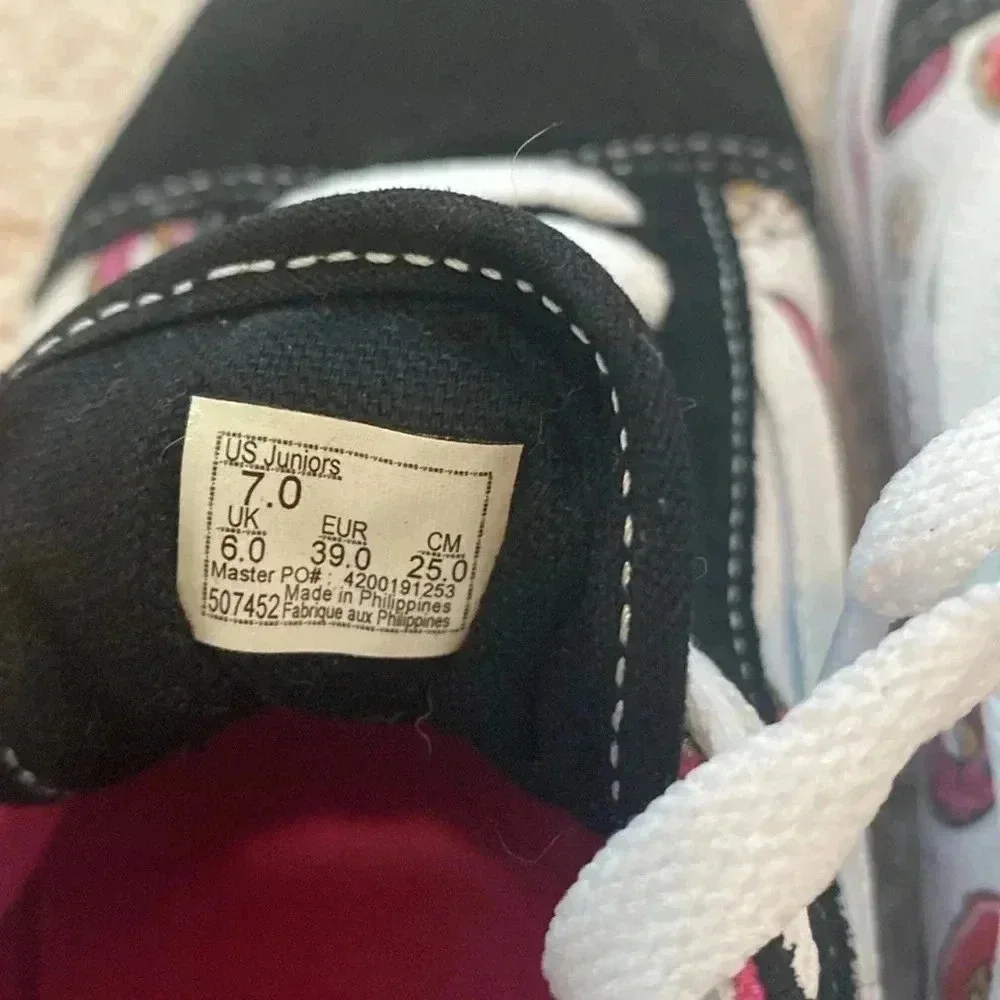 US Juniors
7.0
UK EUR CM
6.0 39.0 25.0
Master PO# : 4200191253
Made in Philippines
507452 Fabrique aux Philippines